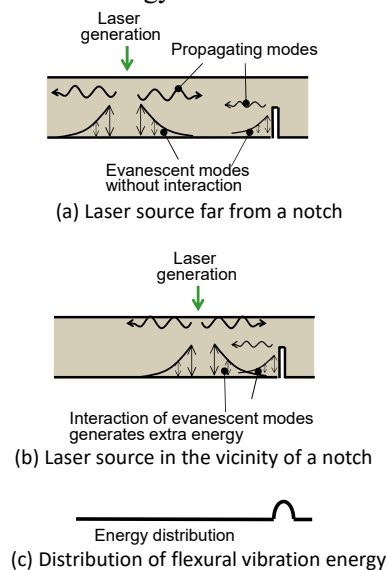 Laser
generation
Propagating modes
Evanescent modes
without interaction
(a) Laser source far from a notch
Laser
generation
Interaction of evanescent modes
generates extra energy
(b) Laser source in the vicinity of a notch
Energy distribution
(c) Distribution of flexural vibration energy